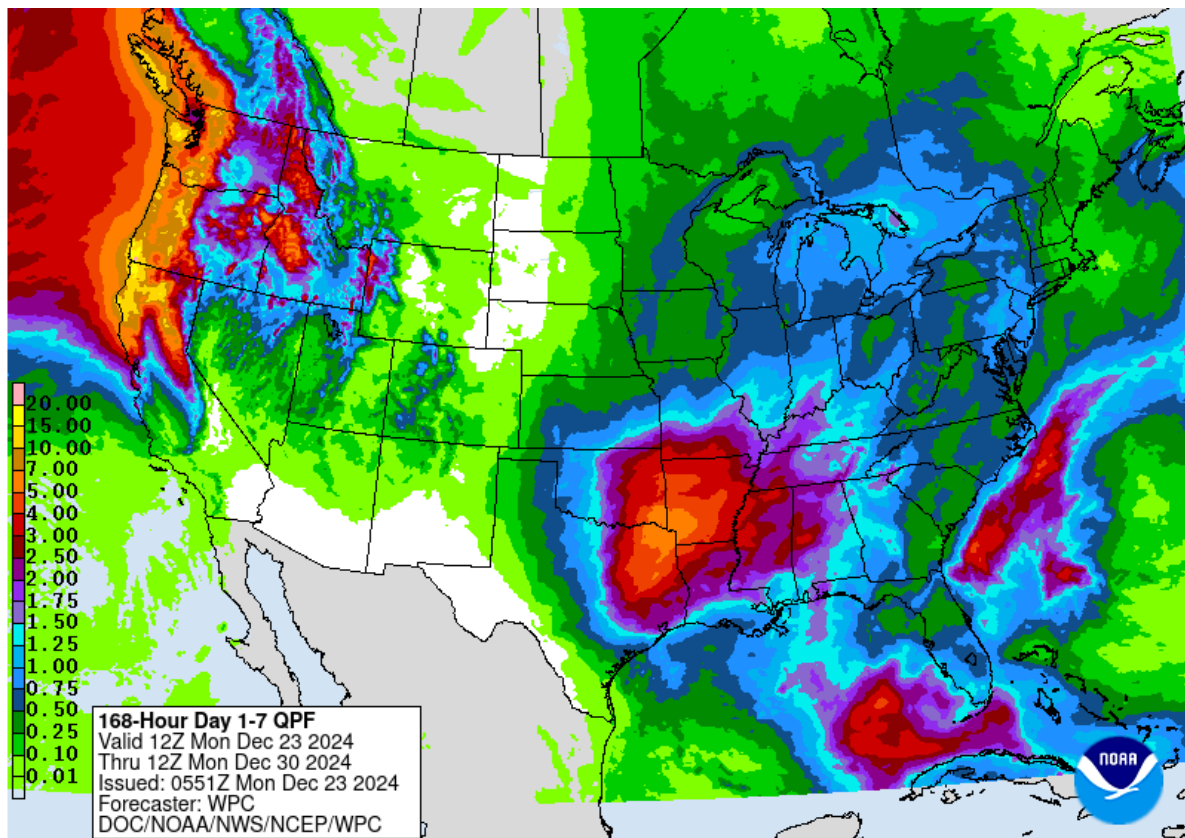 20.00
15.00
10.00
7.00
5.00
4.00
3.00
2.50
2.00
1.75
1.50
1.25
1.00
0.75
0.50
0.25
0.10
0.01
168-Hour Day 1-7 QPF
Valid 12Z Mon Dec 23 2024
Thru 12Z Mon Dec 30 2024
Issued: 0551Z Mon Dec 23 2024
Forecaster: WPC
DOC/NOAA/NWS/NCEP/WPC
NOAA